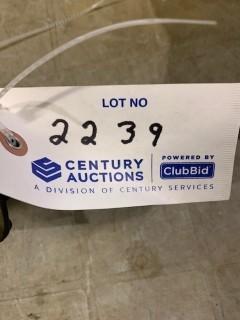 LOT NO
2239
CENTURY AUCTIONS
POWERED BY
ClubBid
A DIVISION OF CENTURY SERVICES